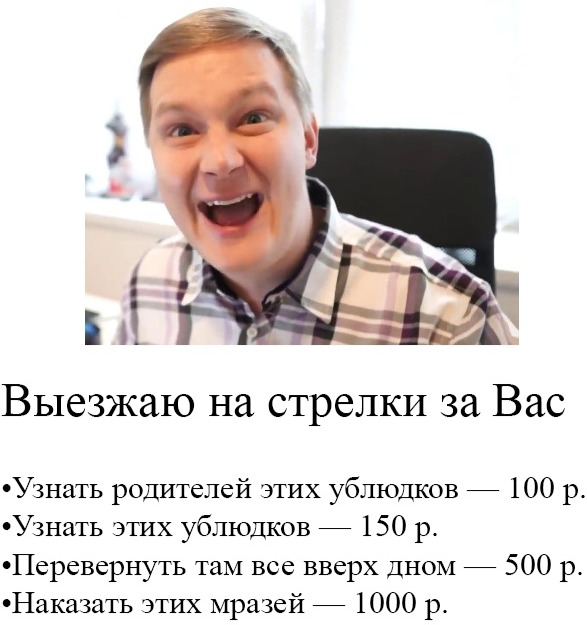 Выезжаю на стрелки за Вас
•Узнать родителей этих ублюдков — 100 р.
•Узнать этих ублюдков — 150 р.
•Перевернуть там все вверх дном — 500 р.
•Наказать этих мразей — 1000 р.